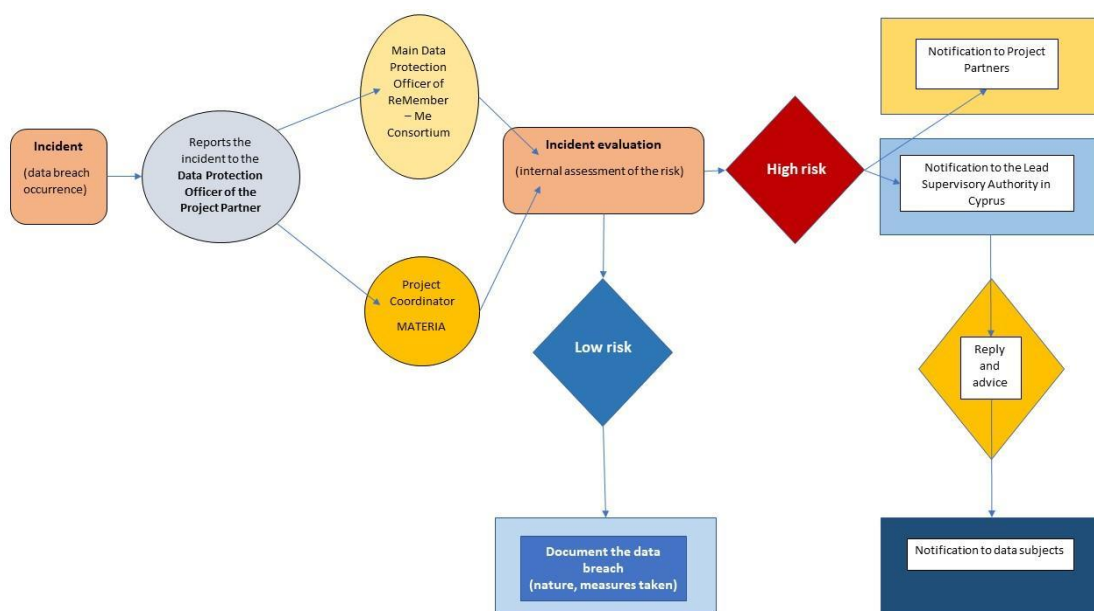 Incident
(data breach
occurrence)
Reports the
incident to the
Data Protection
Officer of the
Project Partner
Main Data
Protection
Officer of
ReMember
– Me
Consortium
Project
Coordinator
MATERIA
Incident evaluation
(internal assessment of the risk)
High risk
Low risk
Notification to Project
Partners
Notification to the Lead
Supervisory Authority in
Cyprus
Reply
and
advice
Document the data
breach
(nature, measures taken)
Notification to data subjects